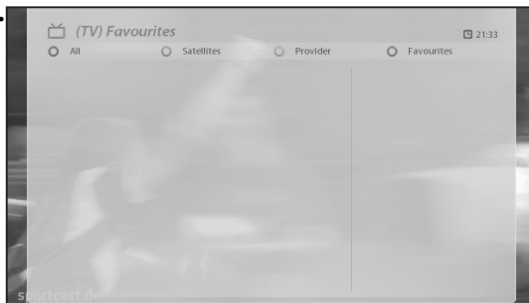 (TV) Favourites
21:33
All Satellites Provider Favourites
sportcast.de